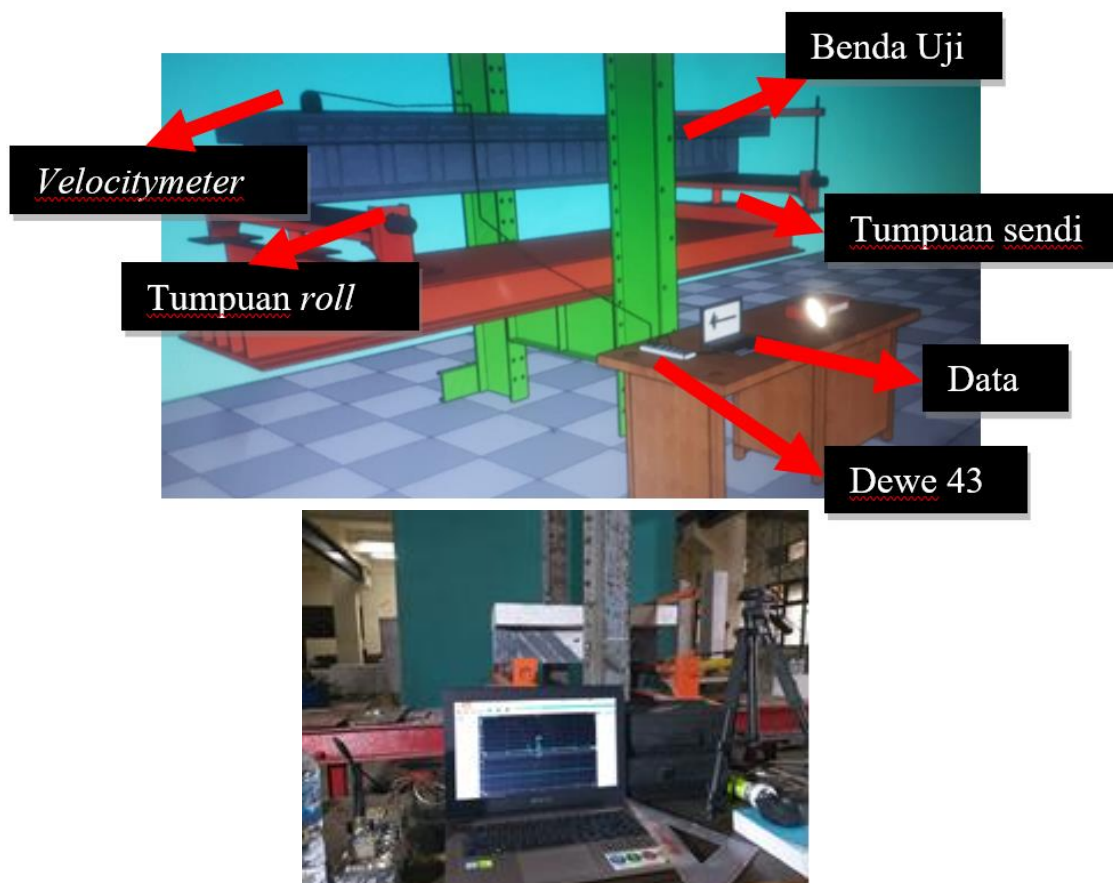 Benda Uji
Velocitymeter
Tumpuan sendi
Tumpuan roll
Data
Dewe 43